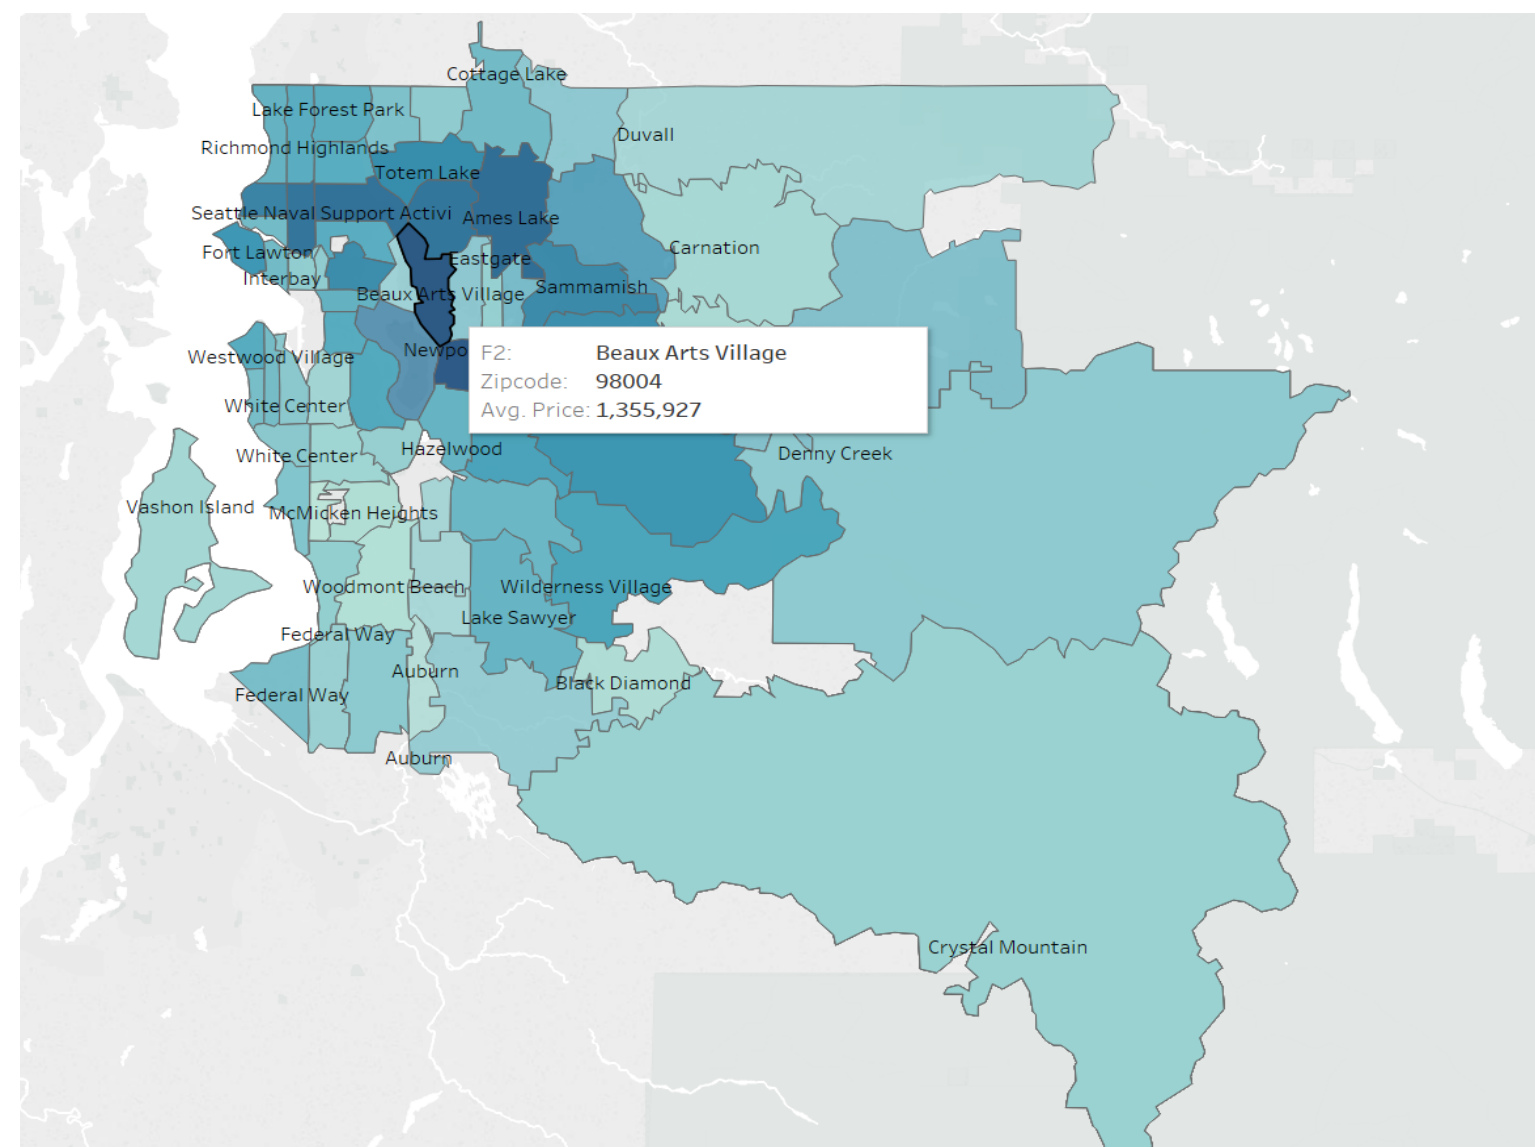 Cottage Lake
Lake Forest Park
Duvall
Richmond Highlands
Totem Lake
Seattle Naval Support Activi
Ames Lake
Fort Lawton
Eastgate
Carnation
Interbay
Beaux Arts Village
Sammamish
Westwood Village
Newpo
F2: Beaux Arts Village
Zipcode: 98004
Avg. Price: 1,355,927
White Center
Hazelwood
White Center
Denny Creek
Vashon Island
McMicken Heights
Woodmont Beach
Wilderness Village
Lake Sawyer
Federal Way
Auburn
Black Diamond
Federal Way
Auburn
Crystal Mountain